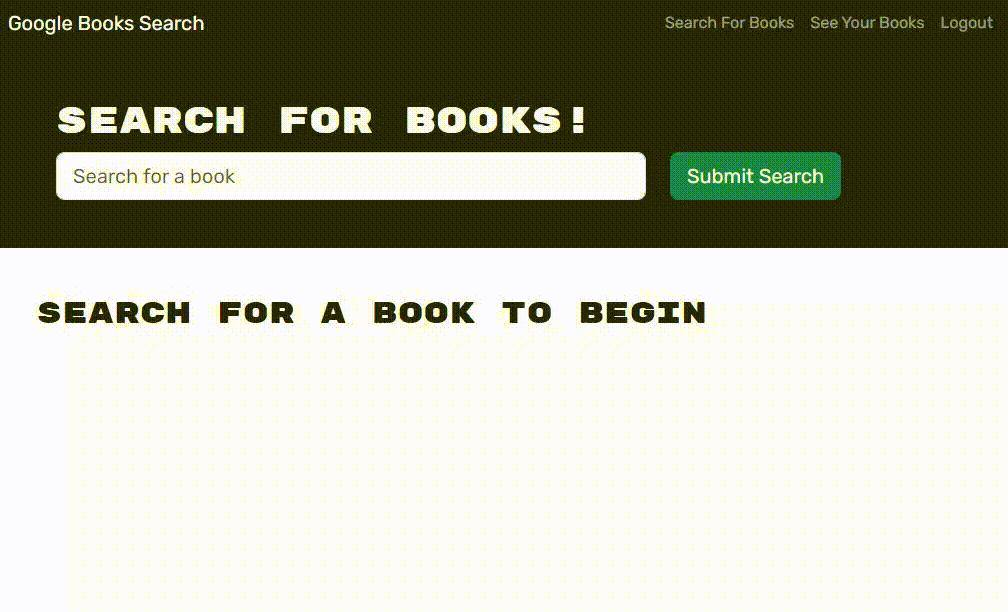 Google Books Search
Search For Books See Your Books Logout
SEARCH FOR BOOKS!
Search for a book
Submit Search
SEARCH FOR A BOOK TO BEGIN